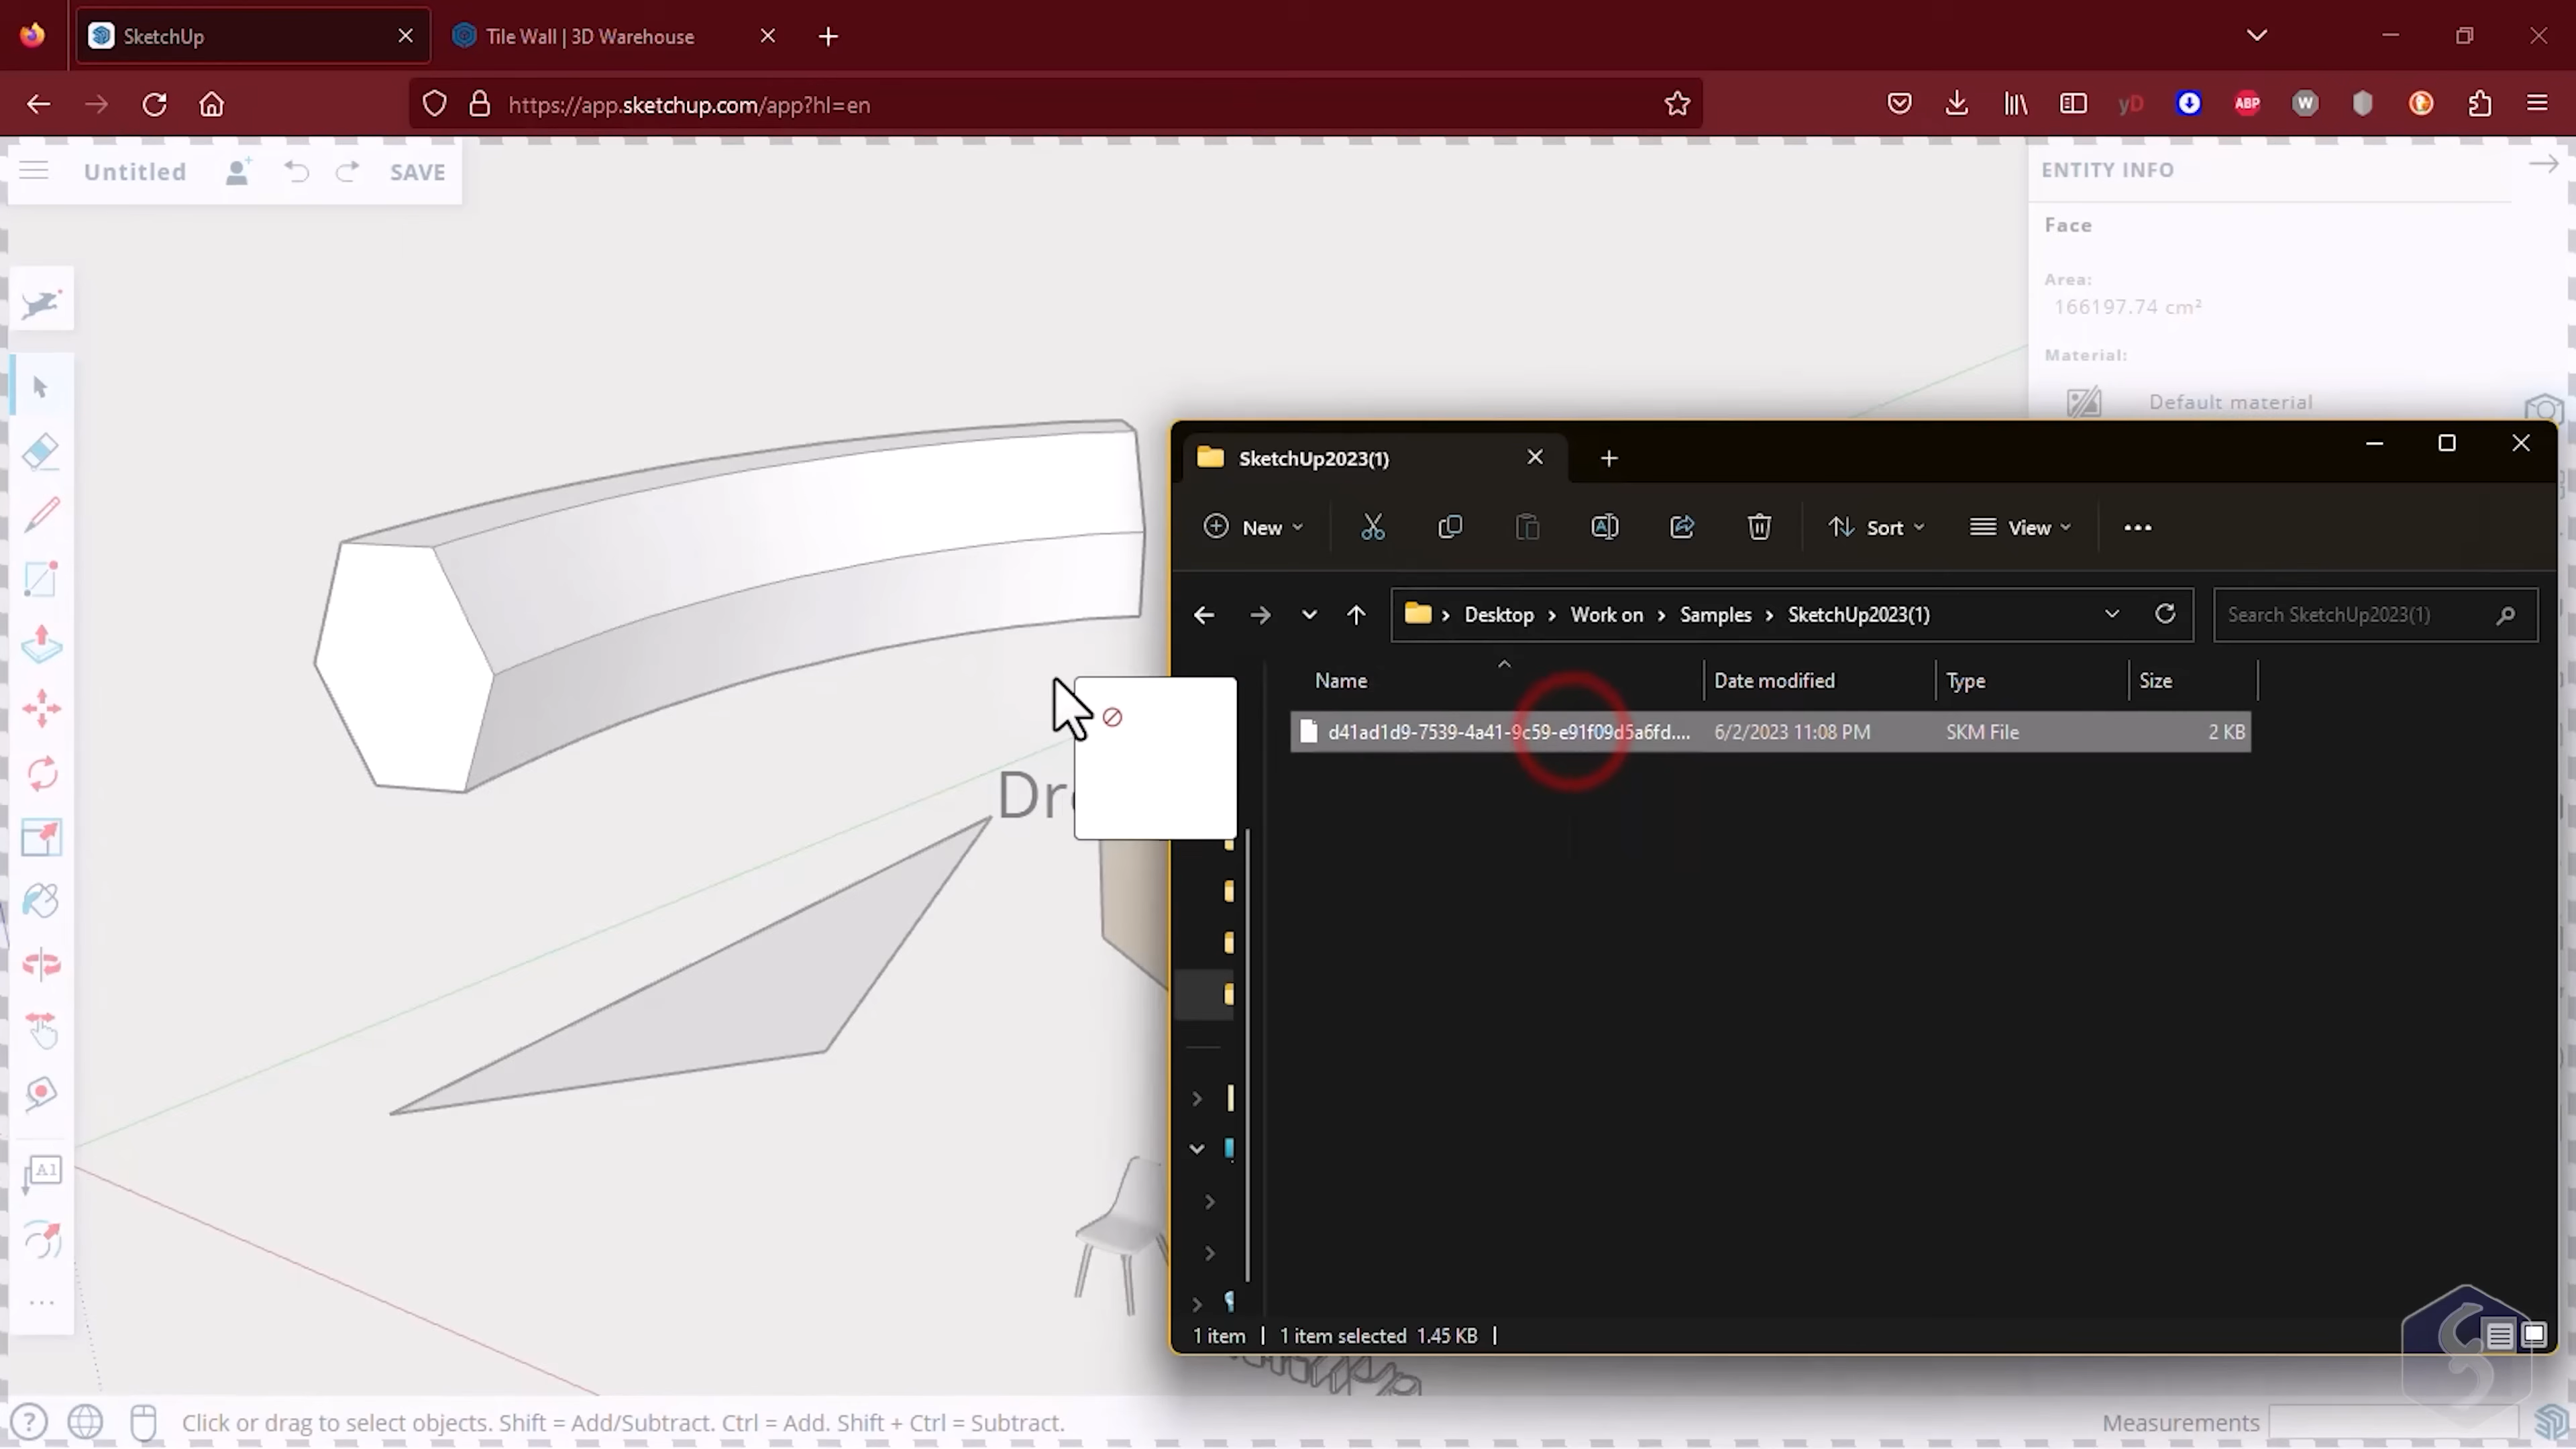 SketchUp
Tile Wall | 3D Warehouse
https://app.sketchup.com/app?hl=en
yD
ABP
W
Untitled
SAVE
ENTITY INFO
Face
Area:
166197.74 cm²
Material:
Default material
SketchUp2023(1)
New
Sort
View
Desktop > Work on > Samples > SketchUp2023(1)
Search SketchUp2023(1)
Name
Date modified
Type
Size
d41ad1d9-7539-4a41-9c59-e91f09d5a6fd....
6/2/2023 11:08 PM
SKM File
2 KB
A1
1 item
1 item selected 1.45 KB
Click or drag to select objects. Shift = Add/Subtract. Ctrl = Add. Shift + Ctrl = Subtract.
Measurements